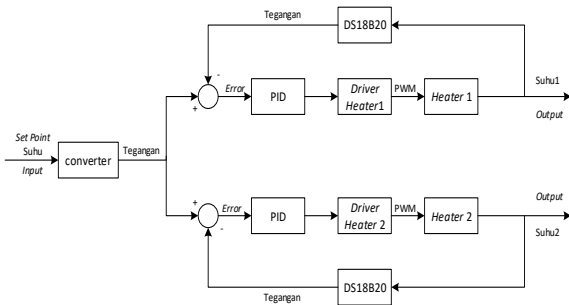 Tegangan
DS18B20
-
+
Error
PID
Driver
Heater1
PWM
Heater 1
Suhu1
Output
Set Point
Suhu
Input
converter
Tegangan
+
-
Error
PID
Driver
Heater 2
PWM
Heater 2
Output
Suhu2
DS18B20
Tegangan